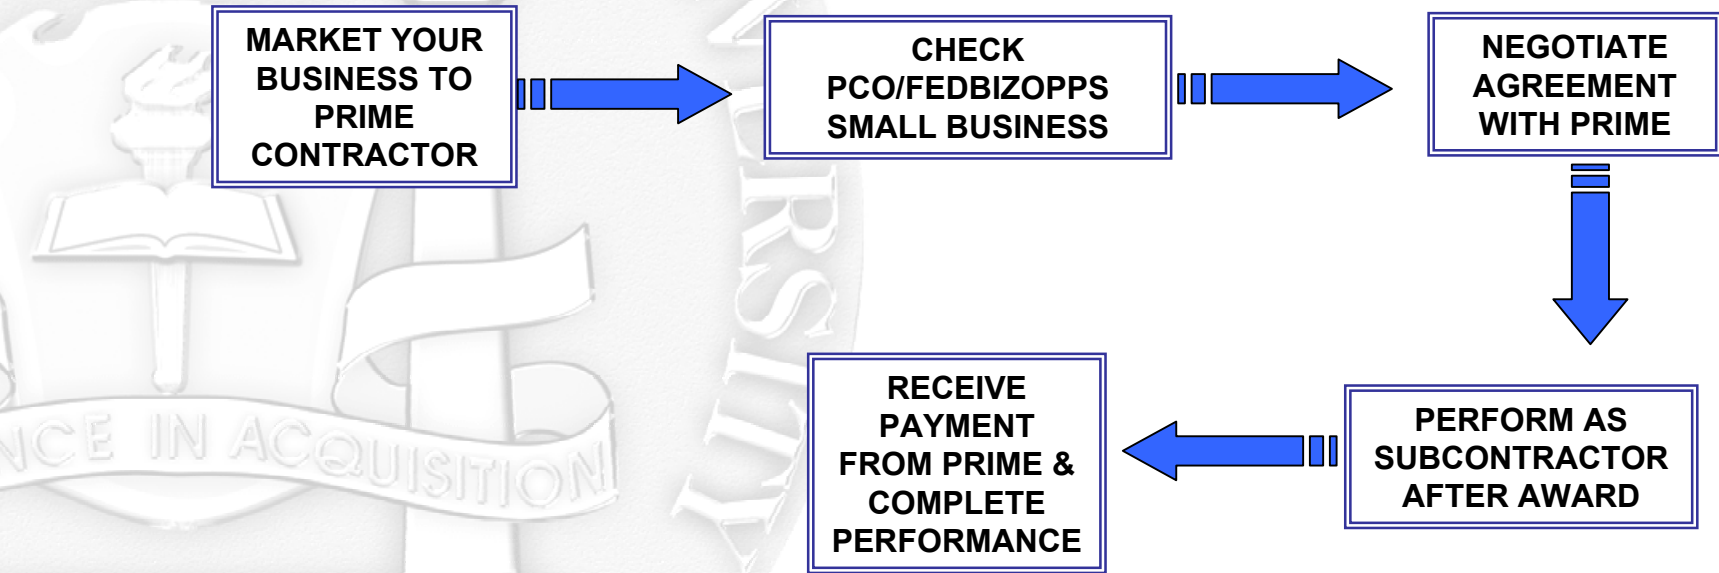 MARKET YOUR
BUSINESS TO
PRIME
CONTRACTOR
CHECK
PCO/FEDBIZOPPS
SMALL BUSINESS
NEGOTIATE
AGREEMENT
WITH PRIME
PERFORM AS
SUBCONTRACTOR
AFTER AWARD
RECEIVE
PAYMENT
FROM PRIME &
COMPLETE
PERFORMANCE
IN ACQUISITION